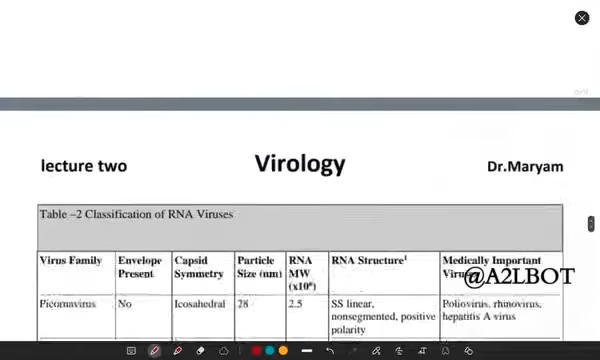 lecture two Virology Dr.Maryam
Table –2 Classification of RNA Viruses
Virus Family Envelope Present Capsid Symmetry Particle Size (nm) RNA MW (x10⁶) RNA Structure¹ Medically Important
@A2LBOT
Picornavirus No Icosahedral 28 2.5 SS linear, nonsegmented, positive polarity Poliovirus, rhinovirus, hepatitis A virus